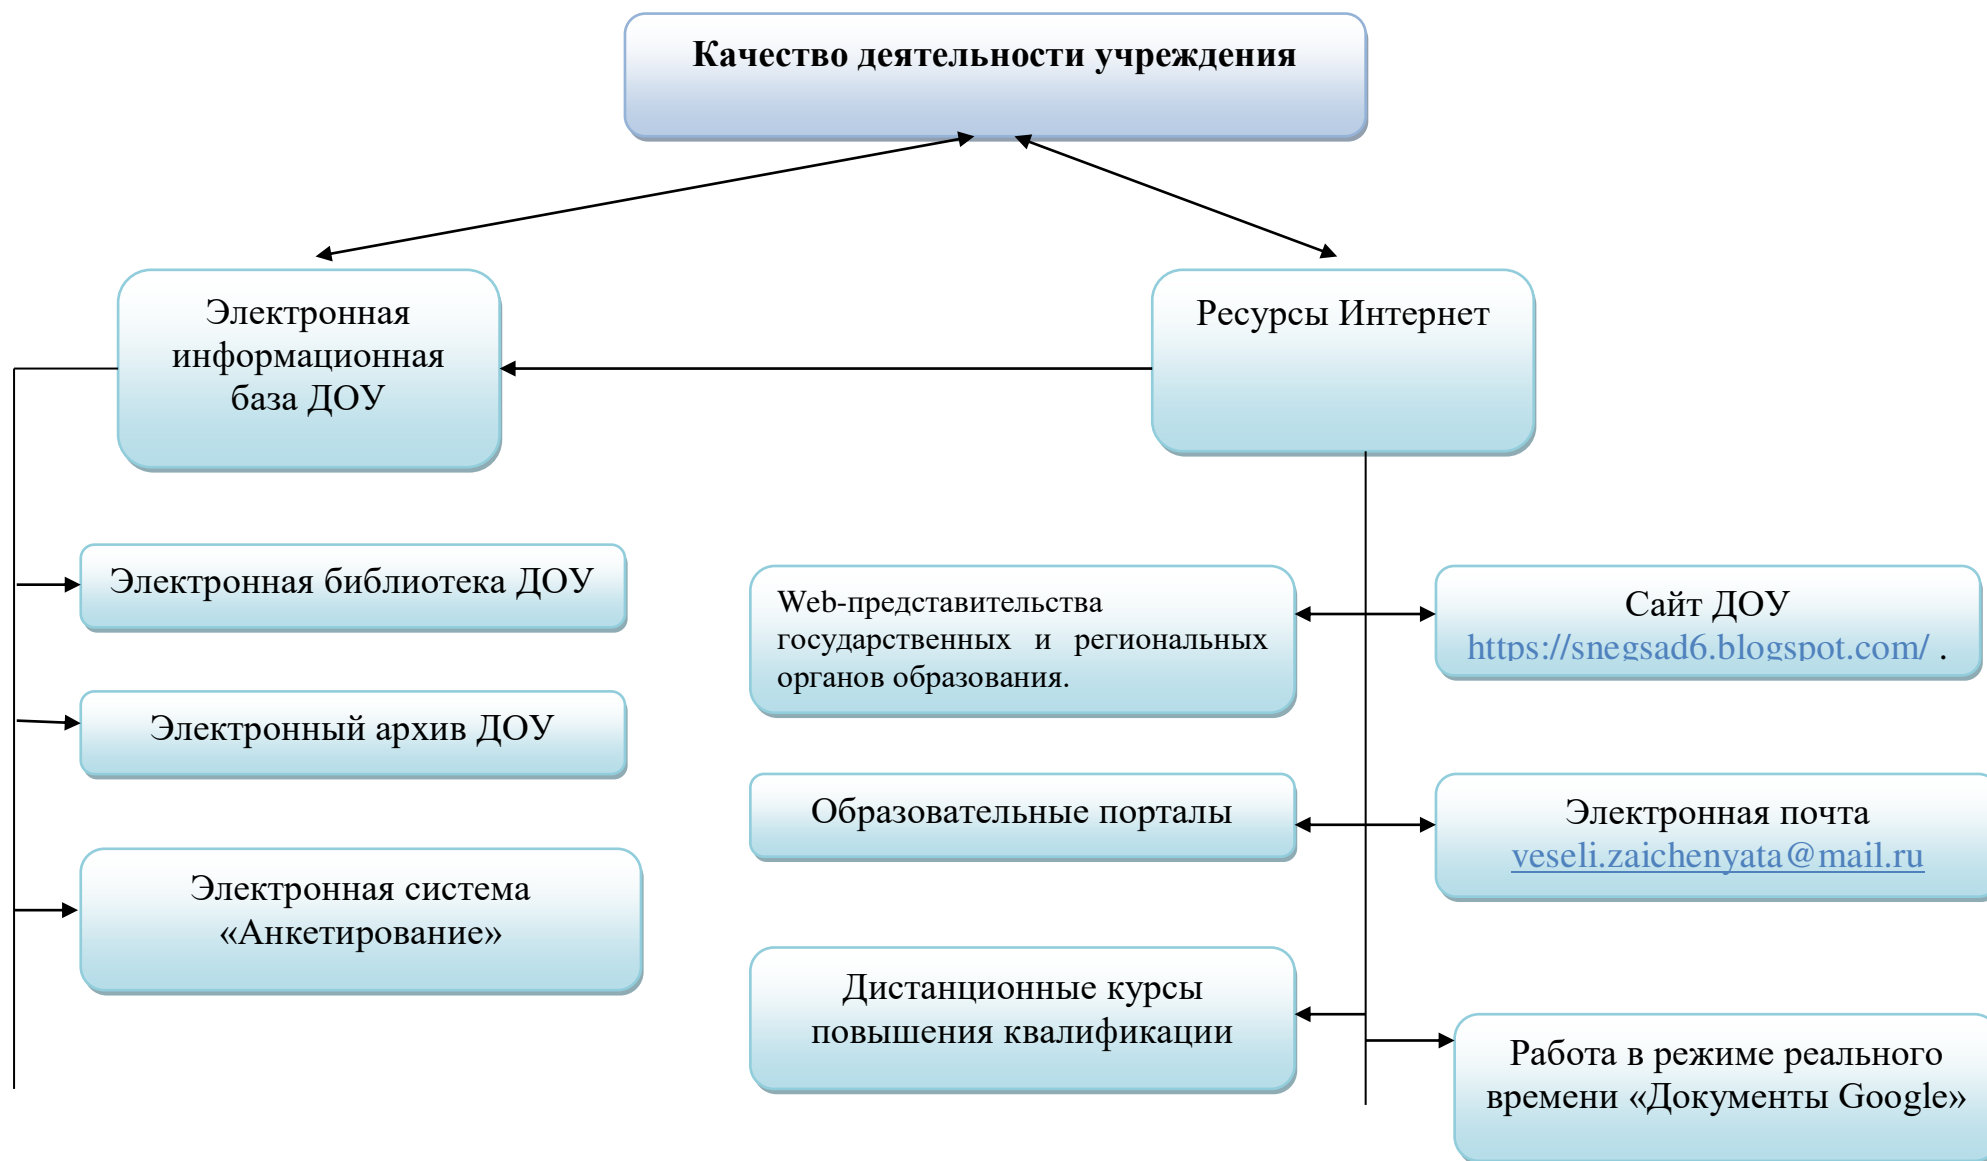 Качество деятельности учреждения
Электронная
информационная
база ДОУ
Ресурсы Интернет
Электронная библиотека ДОУ
Электронный архив ДОУ
Электронная система
«Анкетирование»
Web-представительства
государственных и региональных
органов образования.
Образовательные порталы
Дистанционные курсы
повышения квалификации
Сайт ДОУ
https://snegsad6.blogspot.com/ .
Электронная почта
veseli.zaichenyata@mail.ru
Работа в режиме реального
времени «Документы Google»